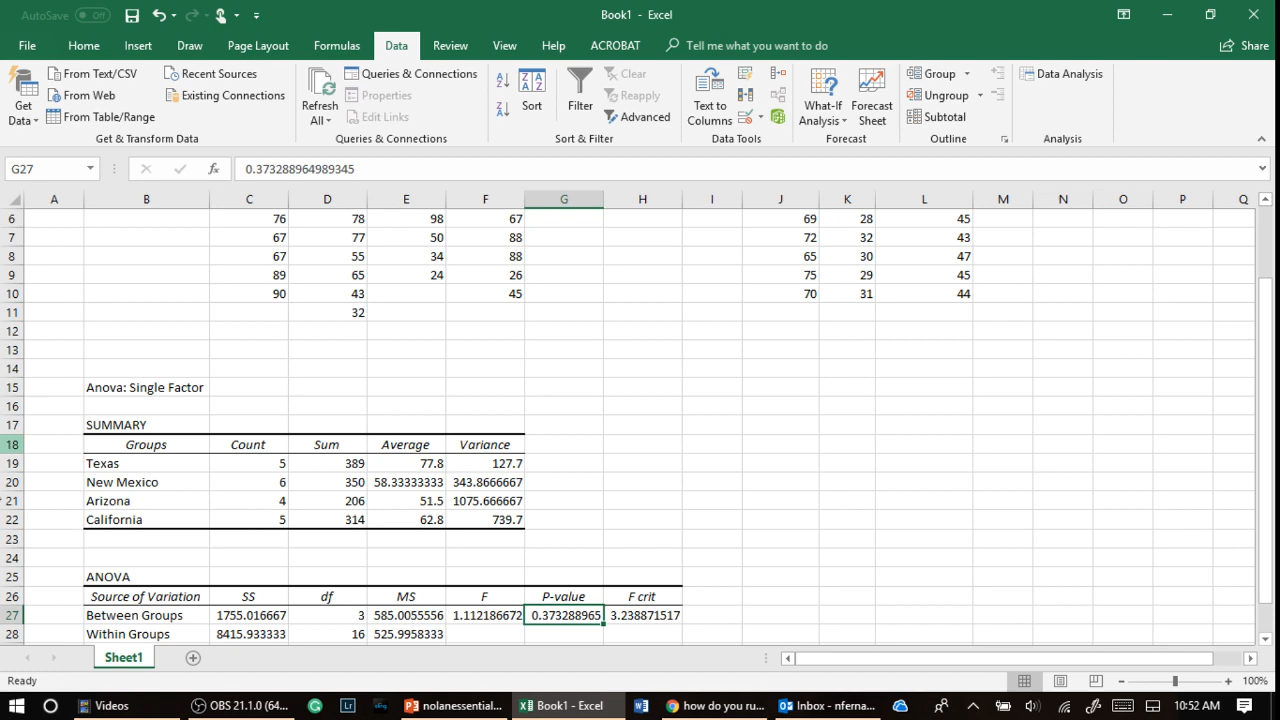 AutoSave Off Book1 - Excel
File Home Insert Draw Page Layout Formulas Data Review View Help ACROBAT Tell me what you want to do Share
Get Data From Text/CSV From Web From Table/Range Recent Sources Existing Connections
Get & Transform Data
Refresh All Queries & Connections Properties Edit Links
Queries & Connections
Sort Filter Clear Reapply Advanced
Sort & Filter
Text to Columns
Data Tools
What-If Analysis Forecast Sheet
Forecast
Group Ungroup Subtotal
Outline
Data Analysis
Analysis
G27 fx 0.373288964989345
A B C D E F G H I J K L M N O P Q
6 76 78 98 67 69 28 45
7 67 77 50 88 72 32 43
8 67 55 34 88 65 30 47
9 89 65 24 26 75 29 45
10 90 43 45 70 31 44
11 32
12
13
14
15 Anova: Single Factor
16
17 SUMMARY
18 Groups Count Sum Average Variance
19 Texas 5 389 77.8 127.7
20 New Mexico 6 350 58.33333333 343.8666667
21 Arizona 4 206 51.5 1075.666667
22 California 5 314 62.8 739.7
23
24
25 ANOVA
26 Source of Variation SS df MS F P-value F crit
27 Between Groups 1755.016667 3 585.0055556 1.112186672 0.373288965 3.238871517
28 Within Groups 8415.933333 16 525.9958333
Sheet1
Ready 100%
Videos OBS 21.1.0 (64... Lr bing nolanessential... Book1 - Excel how do you ru... Inbox - nferna... 10:52 AM